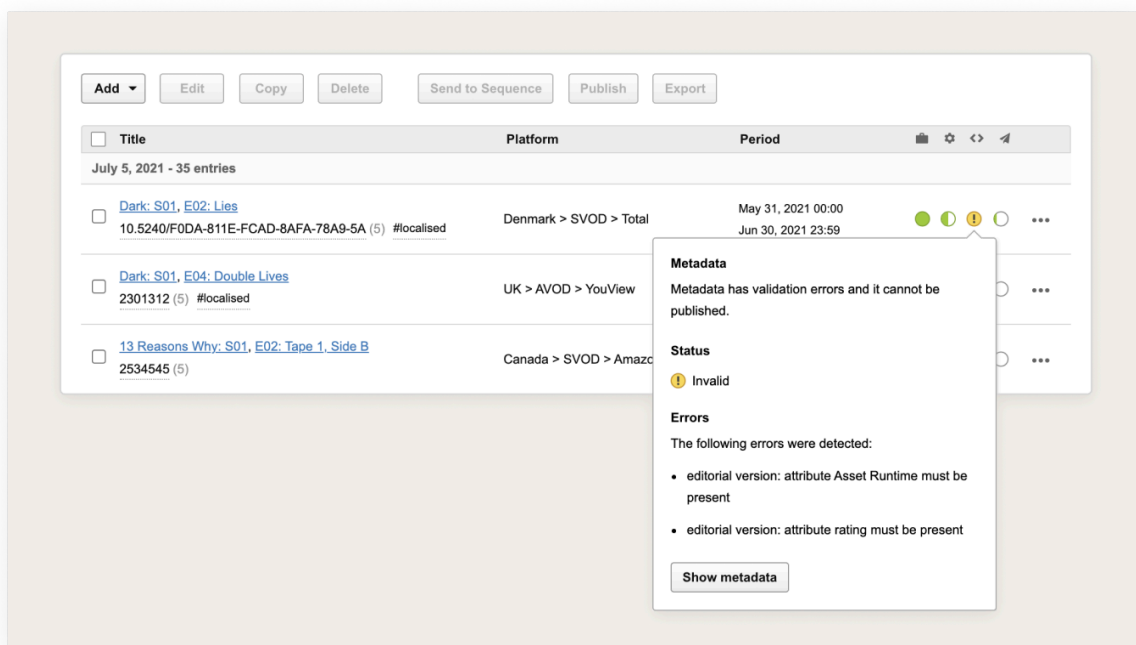 Add Edit Copy Delete Send to Sequence Publish Export
Title Platform Period
July 5, 2021 - 35 entries
Dark: S01, E02: Lies
10.5240/F0DA-811E-FCAD-8AFA-78A9-5A (5) #localised
Denmark > SVOD > Total
May 31, 2021 00:00
Jun 30, 2021 23:59
Dark: S01, E04: Double Lives
2301312 (5) #localised
UK > AVOD > YouView
13 Reasons Why: S01, E02: Tape 1, Side B
2534545 (5)
Canada > SVOD > Amazo
Metadata
Metadata has validation errors and it cannot be
published.
Status
Invalid
Errors
The following errors were detected:
• editorial version: attribute Asset Runtime must be
present
• editorial version: attribute rating must be present
Show metadata